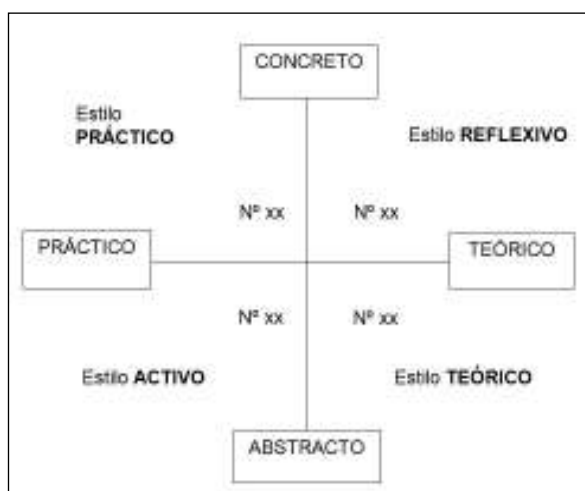 CONCRETO
Estilo
PRÁCTICO
Estilo REFLEXIVO
Nº xx
Nº xx
PRÁCTICO
TEÓRICO
Nº xx
Nº xx
Estilo ACTIVO
Estilo TEÓRICO
ABSTRACTO